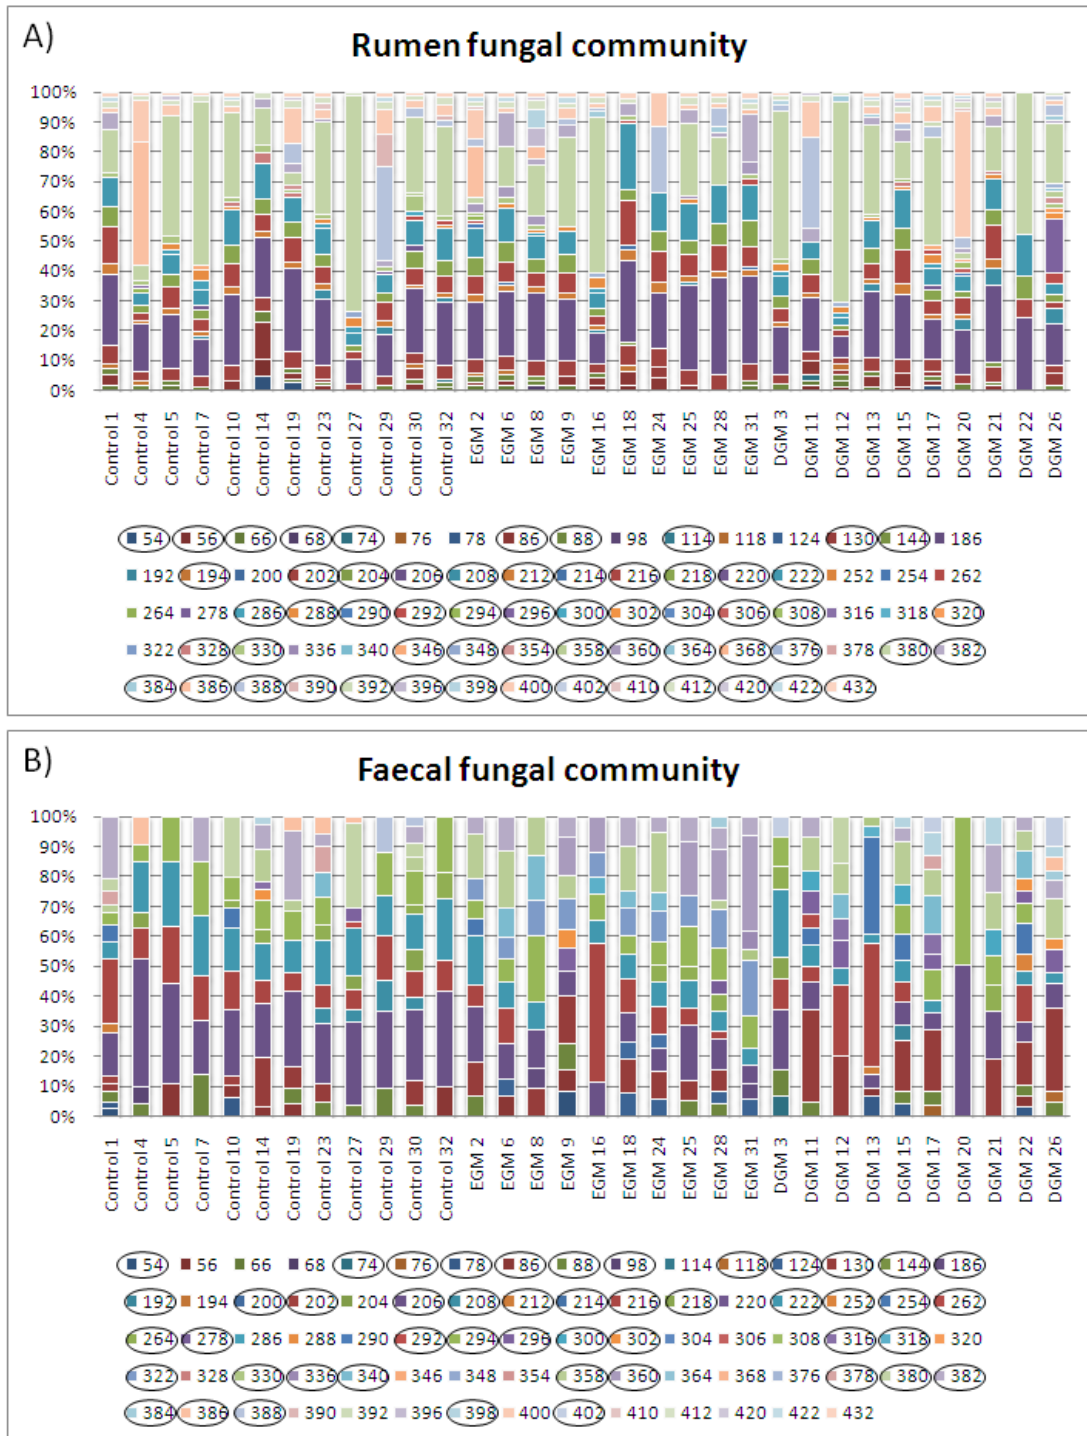 A)
Rumen fungal community
100%
90%
80%
70%
60%
50%
40%
30%
20%
10%
0%
Control 1 Control 4 Control 5 Control 7 Control 10 Control 14 Control 19 Control 23 Control 27 Control 29 Control 30 Control 32 EGM 2 EGM 6 EGM 8 EGM 9 EGM 16 EGM 18 EGM 24 EGM 25 EGM 28 EGM 31 DGM 3 DGM 11 DGM 12 DGM 13 DGM 15 DGM 17 DGM 20 DGM 21 DGM 22 DGM 26
54 56 66 68 74 76 78 86 88 98 114 118 124 130 144 186
192 194 200 202 204 206 208 212 214 216 218 220 222 252 254 262
264 278 286 288 290 292 294 296 300 302 304 306 308 316 318 320
322 328 330 336 340 346 348 354 358 360 364 368 376 378 380 382
384 386 388 390 392 396 398 400 402 410 412 420 422 432
B)
Faecal fungal community
100%
90%
80%
70%
60%
50%
40%
30%
20%
10%
0%
Control 1 Control 4 Control 5 Control 7 Control 10 Control 14 Control 19 Control 23 Control 27 Control 29 Control 30 Control 32 EGM 2 EGM 6 EGM 8 EGM 9 EGM 16 EGM 18 EGM 24 EGM 25 EGM 28 EGM 31 DGM 3 DGM 11 DGM 12 DGM 13 DGM 15 DGM 17 DGM 20 DGM 21 DGM 22 DGM 26
54 56 66 68 74 76 78 86 88 98 114 118 124 130 144 186
192 194 200 202 204 206 208 212 214 216 218 220 222 252 254 262
264 278 286 288 290 292 294 296 300 302 304 306 308 316 318 320
322 328 330 336 340 346 348 354 358 360 364 368 376 378 380 382
384 386 388 390 392 396 398 400 402 410 412 420 422 432